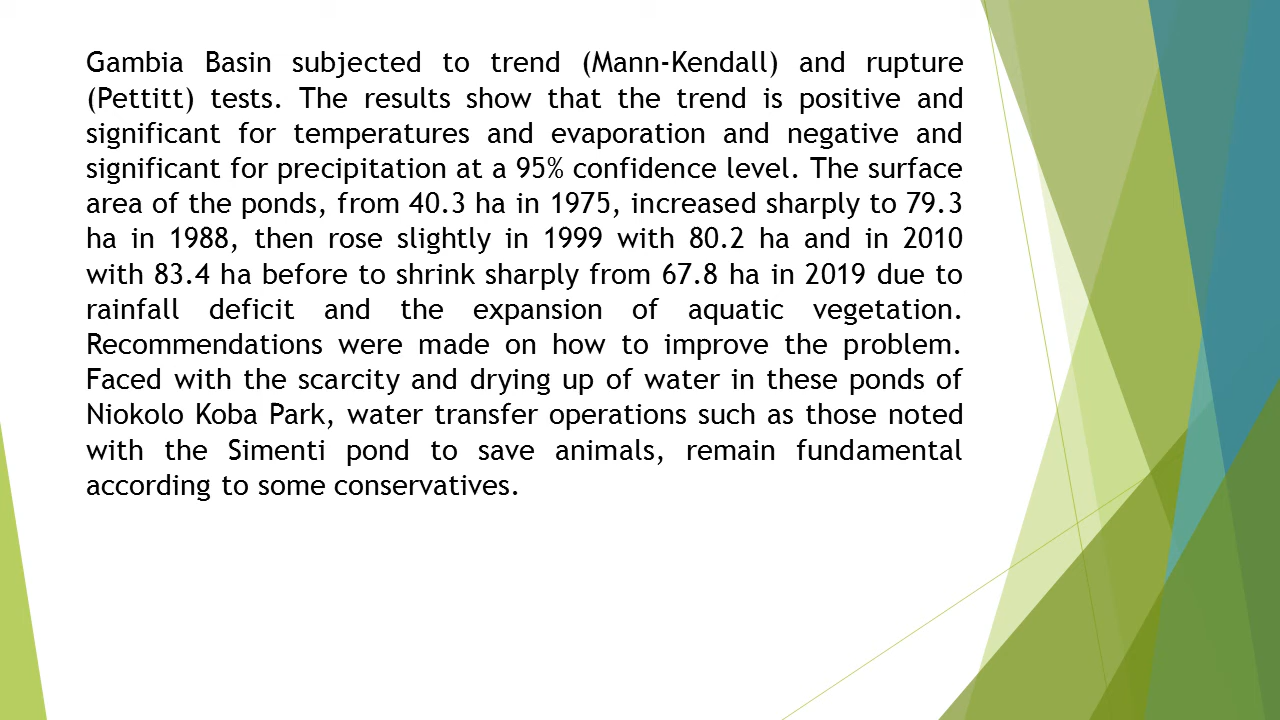 Gambia Basin subjected to trend (Mann-Kendall) and rupture
(Pettitt) tests. The results show that the trend is positive and
significant for temperatures and evaporation and negative and
significant for precipitation at a 95% confidence level. The surface
area of the ponds, from 40.3 ha in 1975, increased sharply to 79.3
ha in 1988, then rose slightly in 1999 with 80.2 ha and in 2010
with 83.4 ha before to shrink sharply from 67.8 ha in 2019 due to
rainfall deficit and the expansion of aquatic vegetation.
Recommendations were made on how to improve the problem.
Faced with the scarcity and drying up of water in these ponds of
Niokolo Koba Park, water transfer operations such as those noted
with the Simenti pond to save animals, remain fundamental
according to some conservatives.